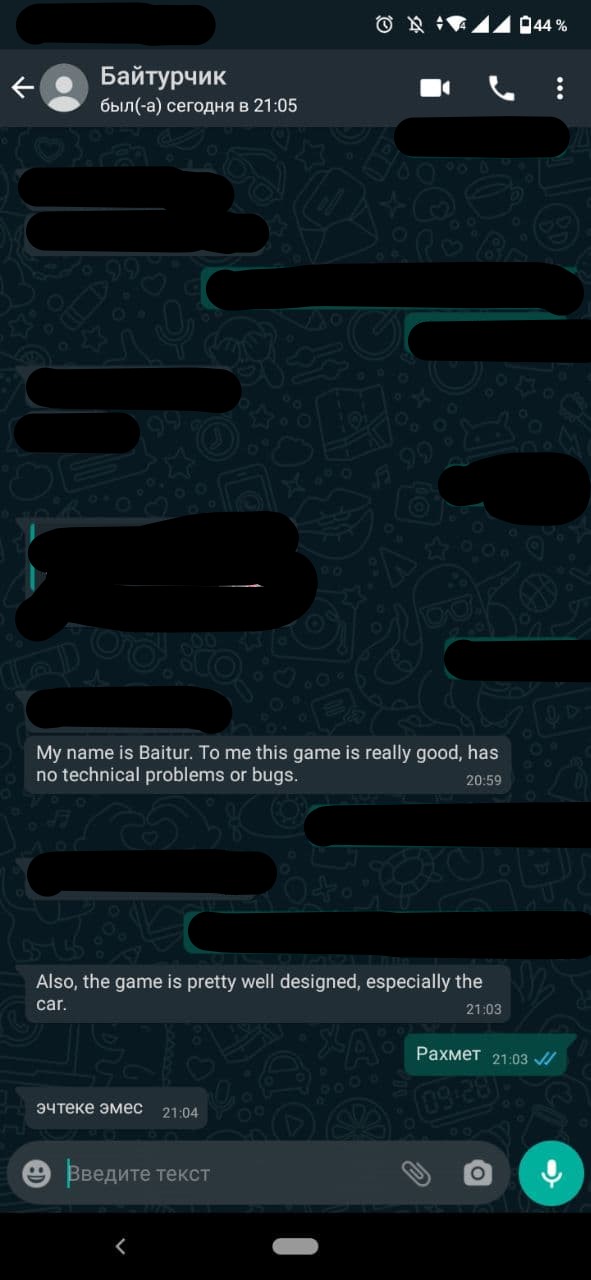 44 %
Байтурчик
был(-а) сегодня в 21:05
My name is Baitur. To me this game is really good, has
no technical problems or bugs.
20:59
Also, the game is pretty well designed, especially the
car.
21:03
Рахмет 21:03
эчтеке эмес 21:04
Введите текст